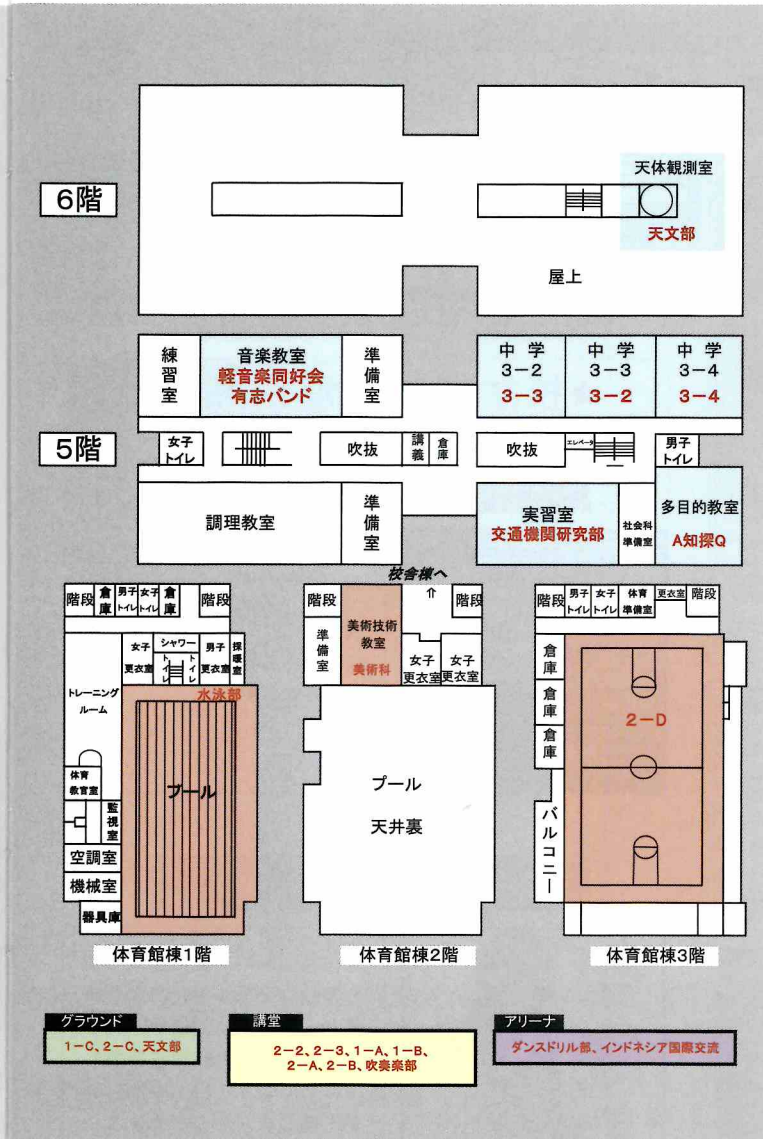 6階
天体観測室
天文部
屋上
5階
練習室
音楽教室
軽音楽同好会
有志バンド
準備室
中学
3-2
3-3
中学
3-3
3-2
中学
3-4
3-4
女子
トイレ
吹抜
講義
倉庫
吹抜
エレベータ
男子
トイレ
調理教室
準備室
実習室
交通機関研究部
社会科
準備室
多目的教室
A知探Q
階段
倉庫
男子
トイレ
女子
トイレ
倉庫
階段
女子
更衣室
シャワー
トイレ
トイレ
男子
更衣室
採暖室
トレーニング
ルーム
水泳部
プール
体育
教官室
監視室
空調室
機械室
器具庫
体育館棟1階
校舎棟へ
⇑
階段
美術技術
教室
美術科
階段
準備室
女子
更衣室
女子
更衣室
プール
天井裏
体育館棟2階
階段
男子
トイレ
女子
トイレ
体育
準備室
更衣室
階段
倉庫
倉庫
倉庫
2-D
バルコニー
体育館棟3階
グラウンド
1-C、2-C、天文部
講堂
2-2、2-3、1-A、1-B、
2-A、2-B、吹奏楽部
アリーナ
ダンスドリル部、インドネシア国際交流